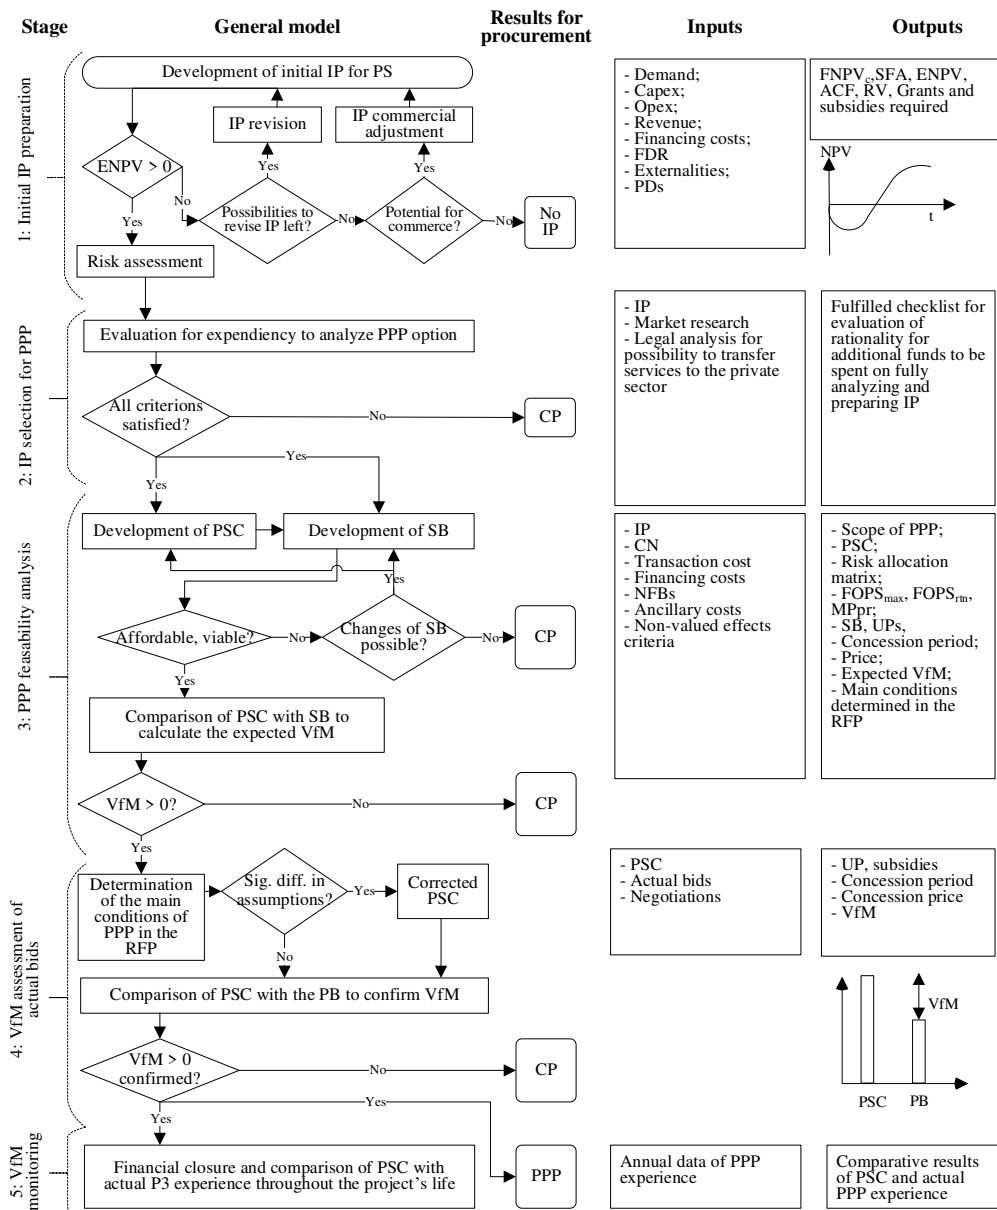 Stage
General model
Results for
procurement
Inputs
Outputs
1: Initial IP preparation
Development of initial IP for PS
IP revision
IP commercial
adjustment
ENPV > 0
Yes
Yes
No
Possibilities to
revise IP left?
No
Potential for
commerce?
No
No
IP
Yes
Risk assessment
- Demand;
- Capex;
- Opex;
- Revenue;
- Financing costs;
- FDR
- Externalities;
- PDs
FNPVc,SFA, ENPV,
ACF, RV, Grants and
subsidies required
NPV
t
2: IP selection for PPP
Evaluation for expendiency to analyze PPP option
All criterions
satisfied?
No
CP
Yes
Yes
- IP
- Market research
- Legal analysis for
possibility to transfer
services to the private
sector
Fulfilled checklist for
evaluation of
rationality for
additional funds to be
spent on fully
analyzing and
preparing IP
3: PPP feasability analysis
Development of PSC
Development of SB
Yes
Affordable, viable?
No
Changes of SB
possible?
No
CP
Yes
Comparison of PSC with SB to
calculate the expected VfM
VfM > 0?
No
CP
Yes
- IP
- CN
- Transaction cost
- Financing costs
- NFBs
- Ancillary costs
- Non-valued effects
criteria
- Scope of PPP;
- PSC;
- Risk allocation
matrix;
- FOPSmax, FOPSrtn,
MPpr;
- SB, UPs,
- Concession period;
- Price;
- Expected VfM;
- Main conditions
determined in the
RFP
4: VfM assessment of
actual bids
Determination
of the main
conditions of
PPP in the
RFP
Sig. diff. in
assumptions?
Yes
Corrected
PSC
No
Comparison of PSC with the PB to confirm VfM
VfM > 0
confirmed?
No
CP
Yes
Yes
- PSC
- Actual bids
- Negotiations
- UP, subsidies
- Concession period
- Concession price
- VfM
VfM
PSC
PB
5: VfM
monitoring
Financial closure and comparison of PSC with
actual P3 experience throughout the project's life
PPP
Annual data of PPP
experience
Comparative results
of PSC and actual
PPP experience